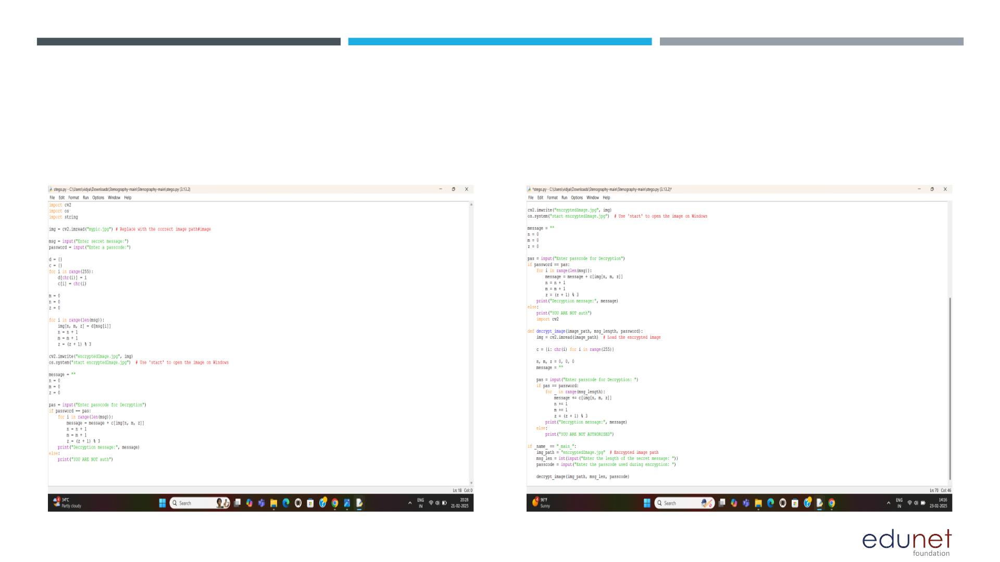 stego.py - C:\Users\vidya\Downloads\Stenography-main\Stenography-main\stego.py (3.13.2)
File Edit Format Run Options Window Help
import cv2
import os
import string
img = cv2.imread("mypic.jpg") # Replace with the correct image path#image
msg = input("Enter secret message:")
password = input("Enter a passcode:")
d = {}
c = {}
for i in range(255):
    d[chr(i)] = i
    c[i] = chr(i)
m = 0
n = 0
z = 0
for i in range(len(msg)):
    img[n, m, z] = d[msg[i]]
    n = n + 1
    m = m + 1
    z = (z + 1) % 3
cv2.imwrite("encryptedImage.jpg", img)
os.system("start encryptedImage.jpg")  # Use 'start' to open the image on Windows
message = ""
n = 0
m = 0
z = 0
pas = input("Enter passcode for Decryption")
if password == pas:
    for i in range(len(msg)):
        message = message + c[img[n, m, z]]
        n = n + 1
        m = m + 1
        z = (z + 1) % 3
    print("Decryption message:", message)
else:
    print("YOU ARE NOT auth")
Ln: 18 Col: 0
34°C
Partly cloudy
Search
ENG
IN
20:28
21-02-2025
*stego.py - C:\Users\vidya\Downloads\Stenography-main\Stenography-main\stego.py (3.13.2)*
File Edit Format Run Options Window Help
cv2.imwrite("encryptedImage.jpg", img)
os.system("start encryptedImage.jpg")  # Use 'start' to open the image on Windows
message = ""
n = 0
m = 0
z = 0
pas = input("Enter passcode for Decryption")
if password == pas:
    for i in range(len(msg)):
        message = message + c[img[n, m, z]]
        n = n + 1
        m = m + 1
        z = (z + 1) % 3
    print("Decryption message:", message)
else:
    print("YOU ARE NOT auth")
    import cv2
def decrypt_image(image_path, msg_length, password):
    img = cv2.imread(image_path)  # Load the encrypted image
    c = {i: chr(i) for i in range(255)}
    n, m, z = 0, 0, 0
    message = ""
    pas = input("Enter passcode for Decryption: ")
    if pas == password:
        for _ in range(msg_length):
            message += c[img[n, m, z]]
            n += 1
            m += 1
            z = (z + 1) % 3
        print("Decryption message:", message)
    else:
        print("YOU ARE NOT AUTHORIZED")
if _name_ == "_main_":
    img_path = "encryptedImage.jpg"  # Encrypted image path
    msg_len = int(input("Enter the length of the secret message: "))
    passcode = input("Enter the passcode used during encryption: ")
    decrypt_image(img_path, msg_len, passcode)
Ln: 70 Col: 46
96°F
Sunny
Search
ENG
IN
14:16
23-02-2025
edunet
foundation